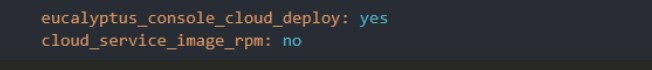 eucalyptus_console_cloud_deploy: yes
cloud_service_image_rpm: no